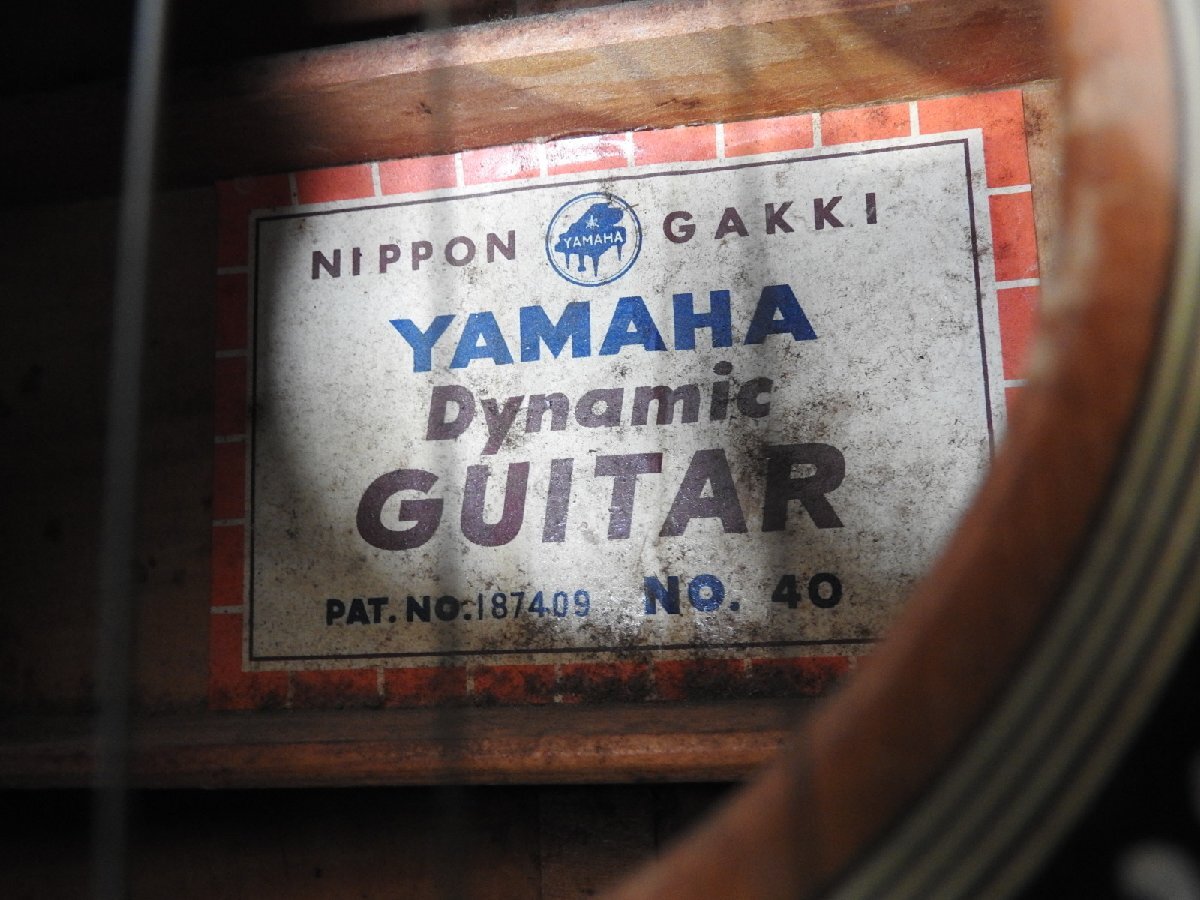 NIPPON YAMAHA GAKKI
YAMAHA
Dynamic
GUITAR
PAT. NO.:187409 NO. 40